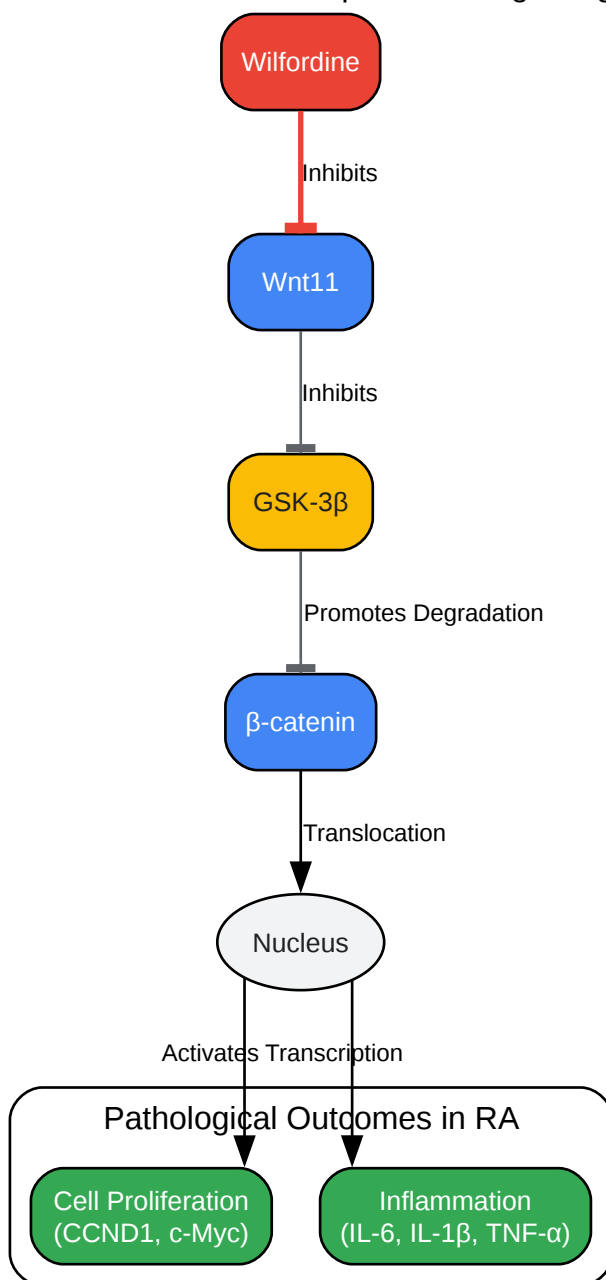 Wilfordine
Inhibits
Wnt11
Inhibits
GSK-3β
Promotes Degradation
β-catenin
Translocation
Nucleus
Activates Transcription
Pathological Outcomes in RA
Cell Proliferation
(CCND1, c-Myc)
Inflammation
(IL-6, IL-1β, TNF-α)